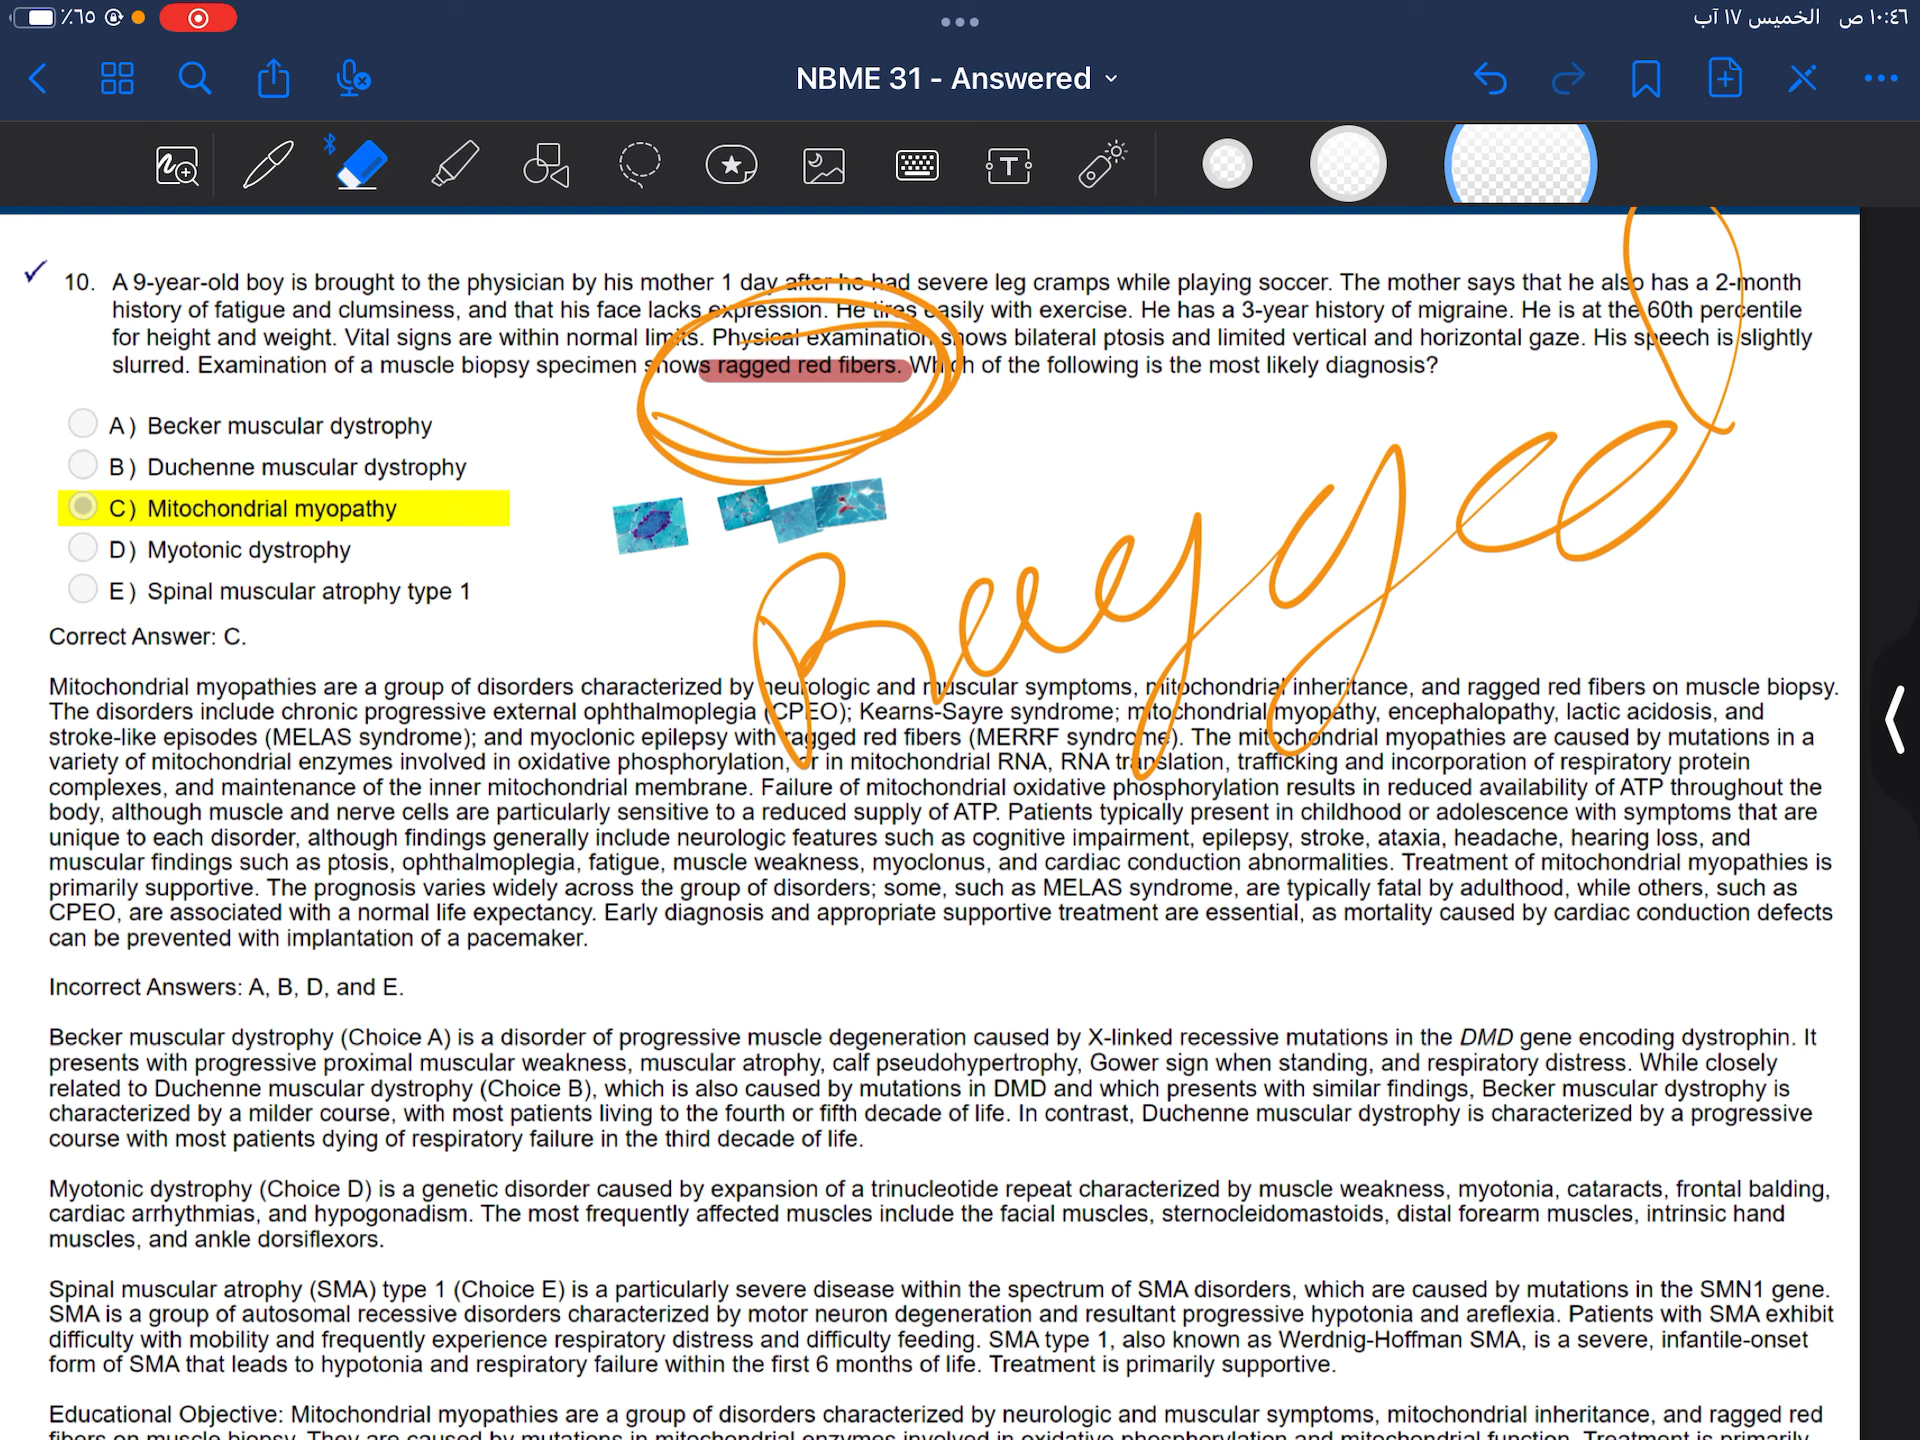 ٪٦٥
الخميس ١٧ آب ١٠:٤٦ ص
NBME 31 - Answered
T
10. A 9-year-old boy is brought to the physician by his mother 1 day after he had severe leg cramps while playing soccer. The mother says that he also has a 2-month
history of fatigue and clumsiness, and that his face lacks expression. He tires easily with exercise. He has a 3-year history of migraine. He is at the 60th percentile
for height and weight. Vital signs are within normal limits. Physical examination shows bilateral ptosis and limited vertical and horizontal gaze. His speech is slightly
slurred. Examination of a muscle biopsy specimen shows ragged red fibers. Which of the following is the most likely diagnosis?
A) Becker muscular dystrophy
B) Duchenne muscular dystrophy
C) Mitochondrial myopathy
D) Myotonic dystrophy
E) Spinal muscular atrophy type 1
Ragged
Correct Answer: C.
Mitochondrial myopathies are a group of disorders characterized by neurologic and muscular symptoms, mitochondrial inheritance, and ragged red fibers on muscle biopsy.
The disorders include chronic progressive external ophthalmoplegia (CPEO); Kearns-Sayre syndrome; mitochondrial myopathy, encephalopathy, lactic acidosis, and
stroke-like episodes (MELAS syndrome); and myoclonic epilepsy with ragged red fibers (MERRF syndrome). The mitochondrial myopathies are caused by mutations in a
variety of mitochondrial enzymes involved in oxidative phosphorylation, or in mitochondrial RNA, RNA translation, trafficking and incorporation of respiratory protein
complexes, and maintenance of the inner mitochondrial membrane. Failure of mitochondrial oxidative phosphorylation results in reduced availability of ATP throughout the
body, although muscle and nerve cells are particularly sensitive to a reduced supply of ATP. Patients typically present in childhood or adolescence with symptoms that are
unique to each disorder, although findings generally include neurologic features such as cognitive impairment, epilepsy, stroke, ataxia, headache, hearing loss, and
muscular findings such as ptosis, ophthalmoplegia, fatigue, muscle weakness, myoclonus, and cardiac conduction abnormalities. Treatment of mitochondrial myopathies is
primarily supportive. The prognosis varies widely across the group of disorders; some, such as MELAS syndrome, are typically fatal by adulthood, while others, such as
CPEO, are associated with a normal life expectancy. Early diagnosis and appropriate supportive treatment are essential, as mortality caused by cardiac conduction defects
can be prevented with implantation of a pacemaker.
Incorrect Answers: A, B, D, and E.
Becker muscular dystrophy (Choice A) is a disorder of progressive muscle degeneration caused by X-linked recessive mutations in the DMD gene encoding dystrophin. It
presents with progressive proximal muscular weakness, muscular atrophy, calf pseudohypertrophy, Gower sign when standing, and respiratory distress. While closely
related to Duchenne muscular dystrophy (Choice B), which is also caused by mutations in DMD and which presents with similar findings, Becker muscular dystrophy is
characterized by a milder course, with most patients living to the fourth or fifth decade of life. In contrast, Duchenne muscular dystrophy is characterized by a progressive
course with most patients dying of respiratory failure in the third decade of life.
Myotonic dystrophy (Choice D) is a genetic disorder caused by expansion of a trinucleotide repeat characterized by muscle weakness, myotonia, cataracts, frontal balding,
cardiac arrhythmias, and hypogonadism. The most frequently affected muscles include the facial muscles, sternocleidomastoids, distal forearm muscles, intrinsic hand
muscles, and ankle dorsiflexors.
Spinal muscular atrophy (SMA) type 1 (Choice E) is a particularly severe disease within the spectrum of SMA disorders, which are caused by mutations in the SMN1 gene.
SMA is a group of autosomal recessive disorders characterized by motor neuron degeneration and resultant progressive hypotonia and areflexia. Patients with SMA exhibit
difficulty with mobility and frequently experience respiratory distress and difficulty feeding. SMA type 1, also known as Werdnig-Hoffman SMA, is a severe, infantile-onset
form of SMA that leads to hypotonia and respiratory failure within the first 6 months of life. Treatment is primarily supportive.
Educational Objective: Mitochondrial myopathies are a group of disorders characterized by neurologic and muscular symptoms, mitochondrial inheritance, and ragged red
fibers on muscle biopsy. They are caused by mutations in mitochondrial enzymes involved in oxidative phosphorylation and mitochondrial function. Treatment is primarily